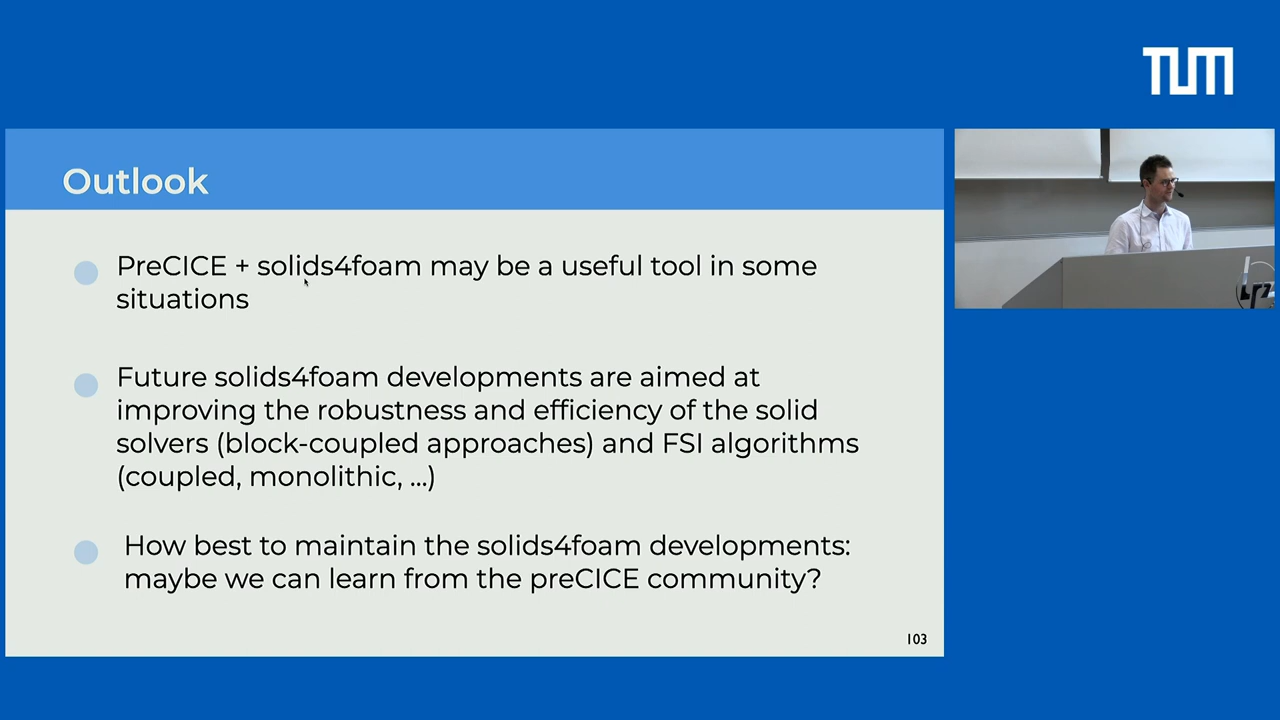 TUM
Outlook
PreCICE + solids4foam may be a useful tool in some
situations
Future solids4foam developments are aimed at
improving the robustness and efficiency of the solid
solvers (block-coupled approaches) and FSI algorithms
(coupled, monolithic, ...)
How best to maintain the solids4foam developments:
maybe we can learn from the preCICE community?
103
lrz